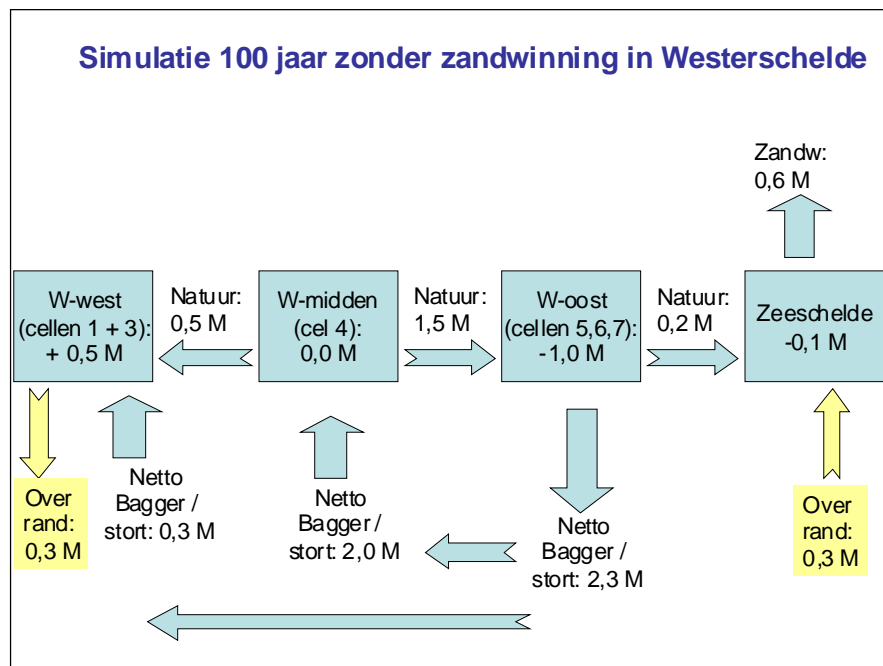 Simulatie 100 jaar zonder zandwinning in Westerschelde
Zandw:
0,6 M
W-west
(cellen 1 + 3):
+ 0,5 M
Natuur:
0,5 M
W-midden
(cel 4):
0,0 M
Natuur:
1,5 M
W-oost
(cellen 5,6,7):
-1,0 M
Natuur:
0,2 M
Zeeschelde
-0,1 M
Over
rand:
0,3 M
Netto
Bagger /
stort: 0,3 M
Netto
Bagger /
stort: 2,0 M
Netto
Bagger /
stort: 2,3 M
Over
rand:
0,3 M